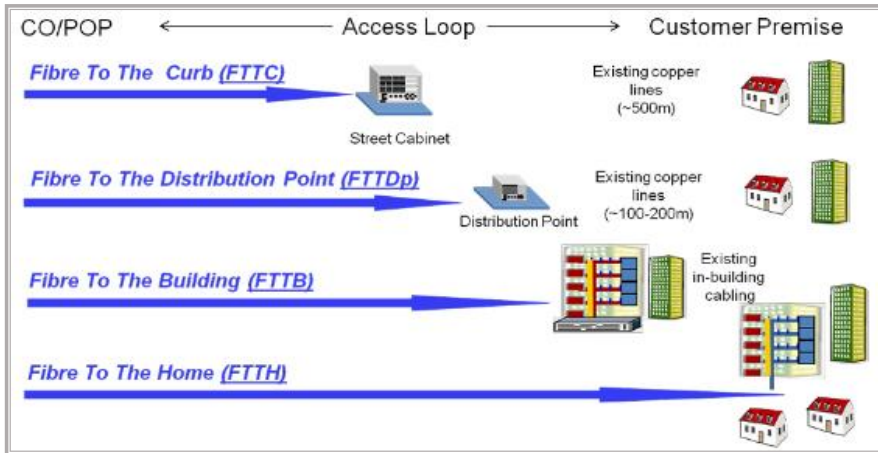 CO/POP Access Loop Customer Premise
Fibre To The Curb (FTTC)
Street Cabinet
Existing copper
lines
(~500m)
Fibre To The Distribution Point (FTTDp)
Distribution Point
Existing copper
lines
(~100-200m)
Fibre To The Building (FTTB)
Existing
in-building
cabling
Fibre To The Home (FTTH)